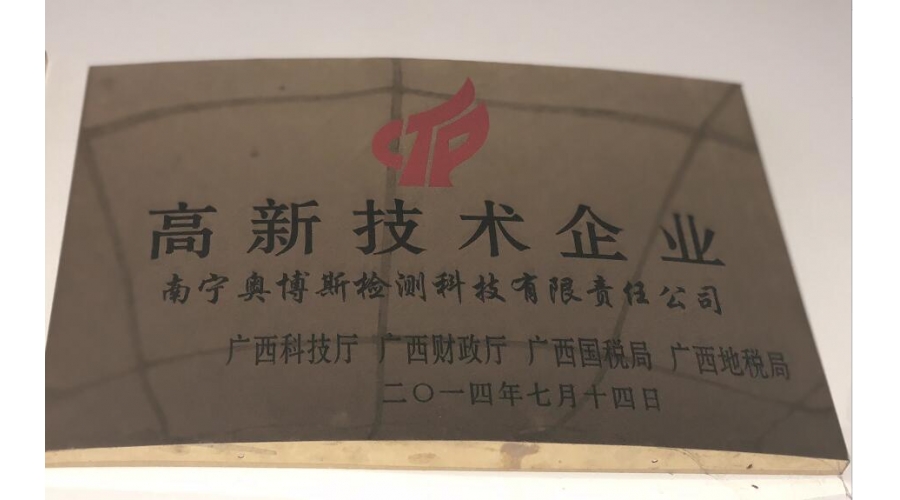 CTP
高新技术企业
南宁奥博斯检测科技有限责任公司
广西科技厅 广西财政厅 广西国税局 广西地税局
二〇一四年七月十四日